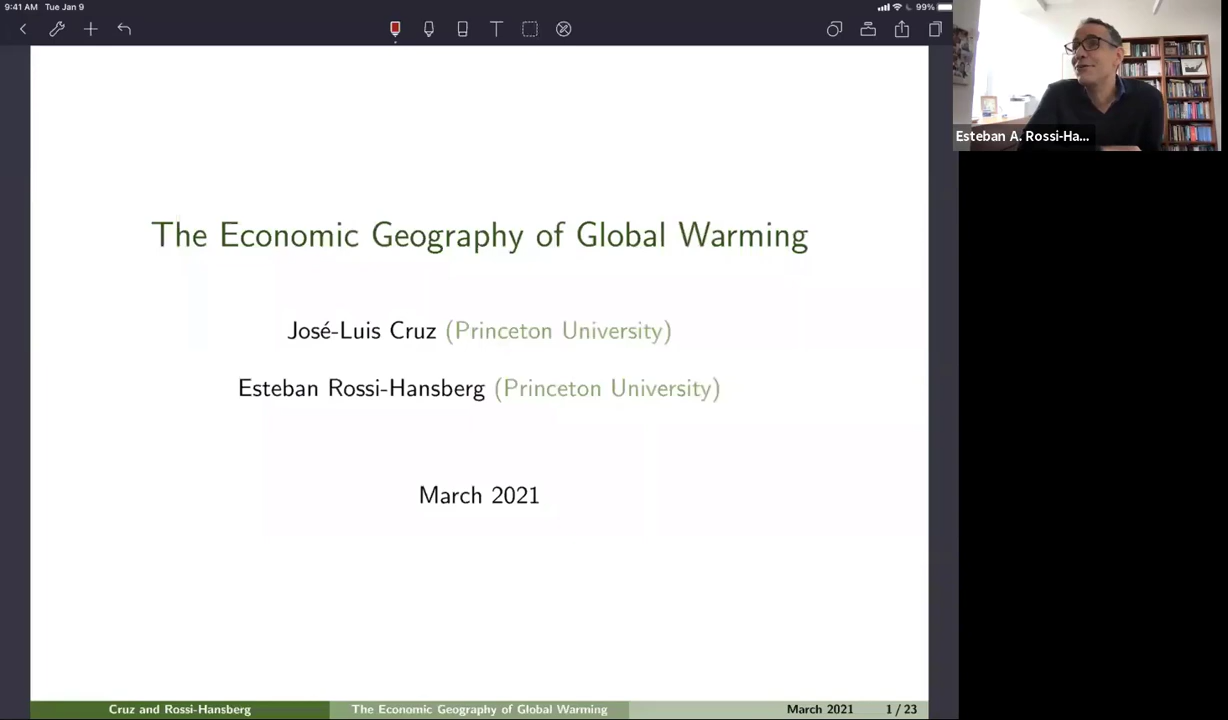 9:41 AM Tue Jan 9
99%
T
Esteban A. Rossi-Ha...
The Economic Geography of Global Warming
José-Luis Cruz (Princeton University)
Esteban Rossi-Hansberg (Princeton University)
March 2021
Cruz and Rossi-Hansberg The Economic Geography of Global Warming March 2021 1 / 23